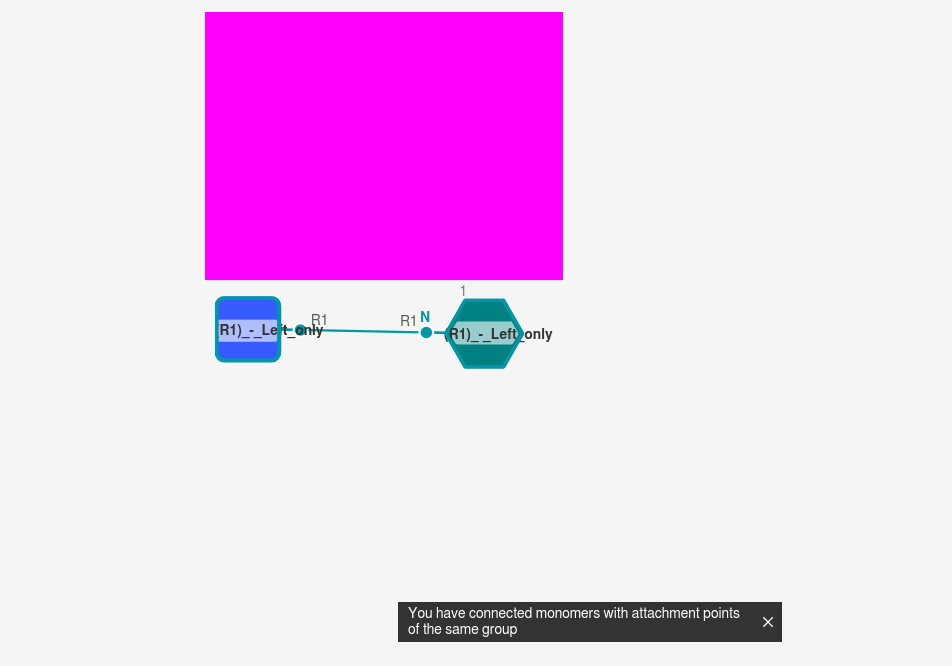 1
R1
R1
N
R1)_-_Left_only
(R1)_-_Left_only
You have connected monomers with attachment points
of the same group